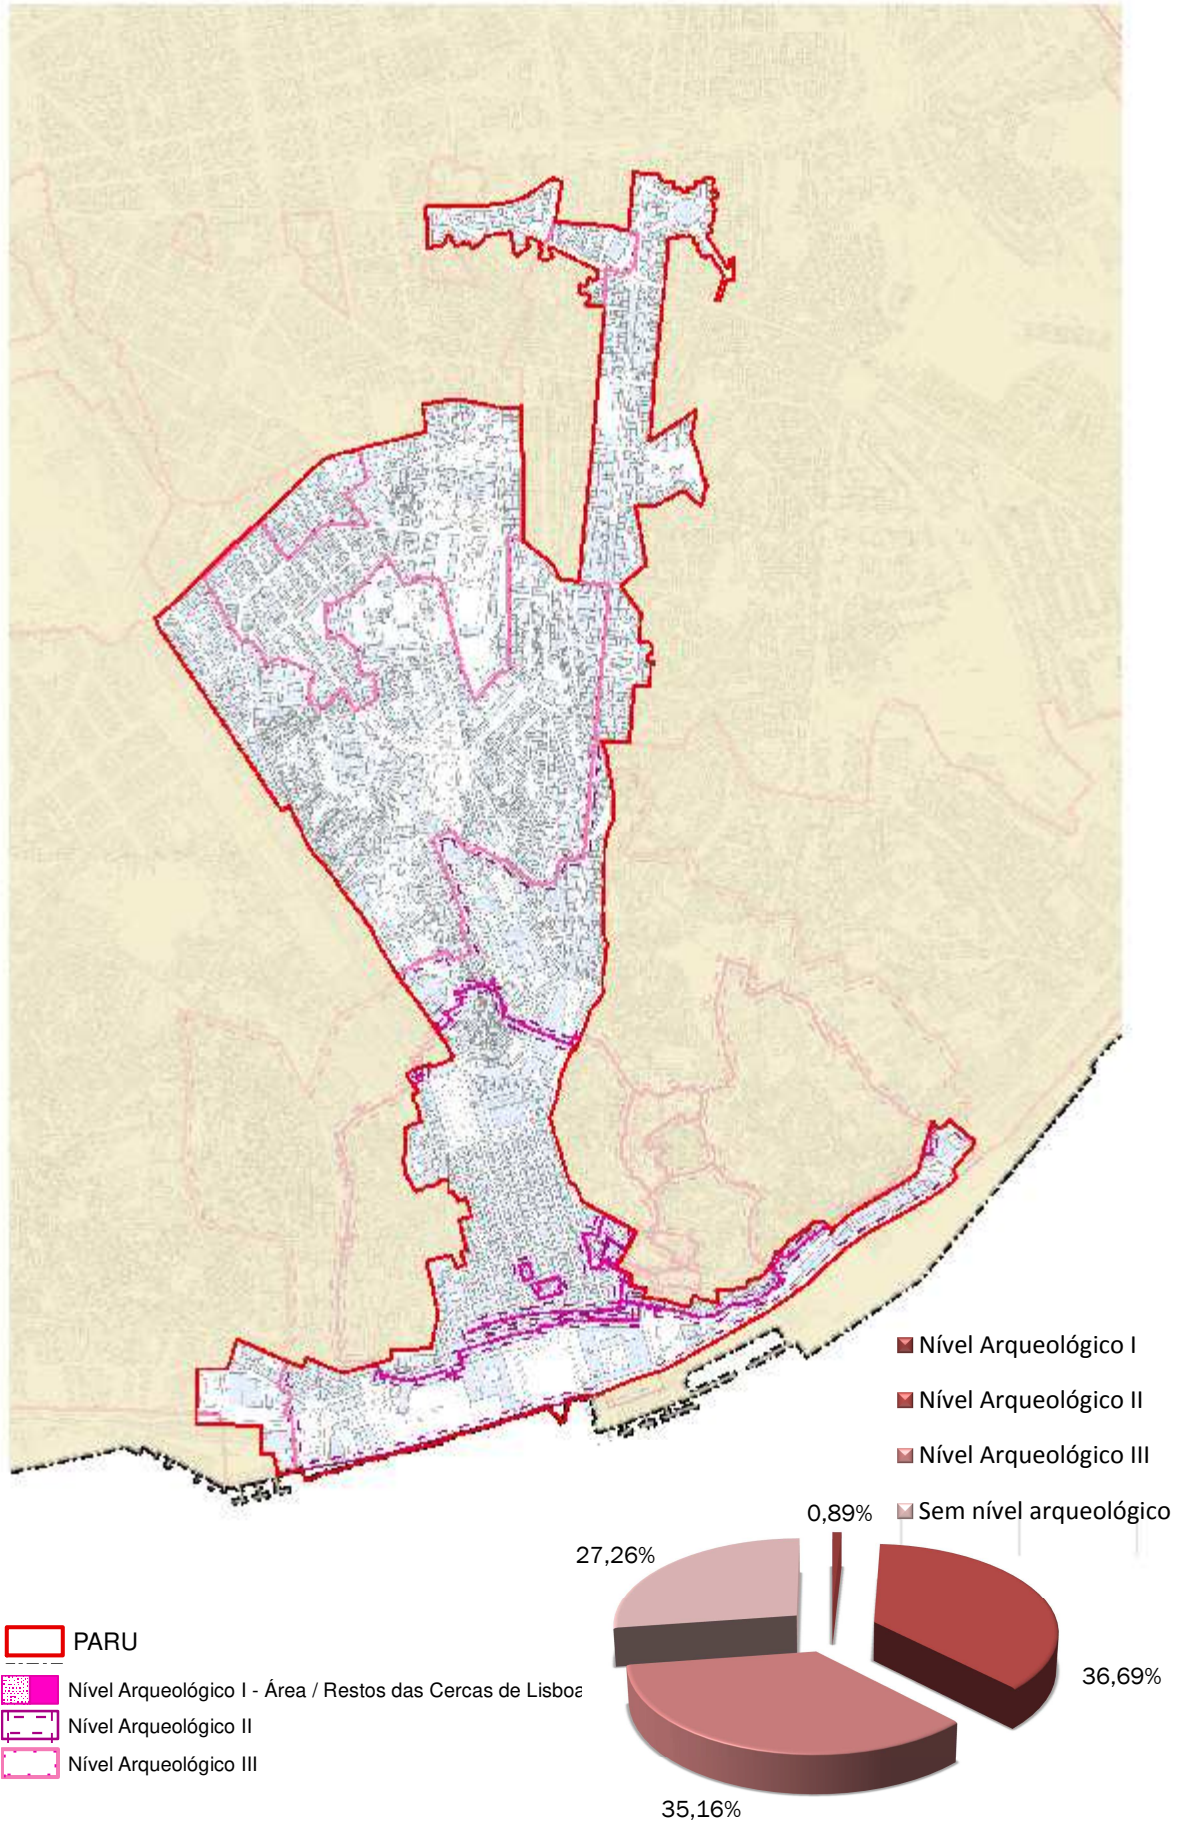 Nível Arqueológico I
Nível Arqueológico II
Nível Arqueológico III
Sem nível arqueológico
0,89%
27,26%
36,69%
35,16%
PARU
Nível Arqueológico I - Área / Restos das Cercas de Lisboa
Nível Arqueológico II
Nível Arqueológico III